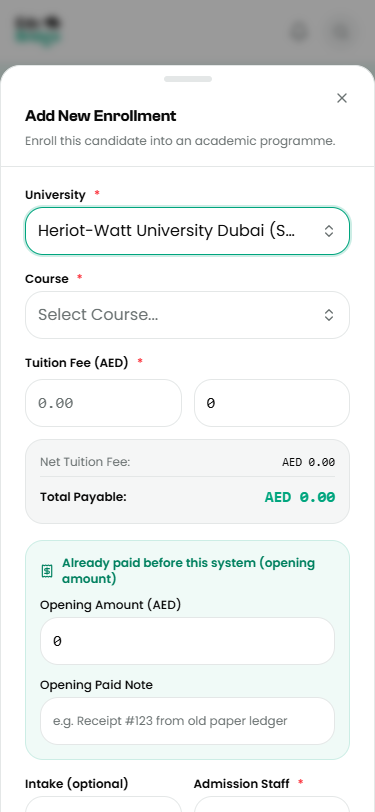 Add New Enrollment
Enroll this candidate into an academic programme.
University *
Heriot-Watt University Dubai (S...
Course *
Select Course...
Tuition Fee (AED) *
0.00 0
Net Tuition Fee: AED 0.00
Total Payable: AED 0.00
Already paid before this system (opening
amount)
Opening Amount (AED)
0
Opening Paid Note
e.g. Receipt #123 from old paper ledger
Intake (optional) Admission Staff *